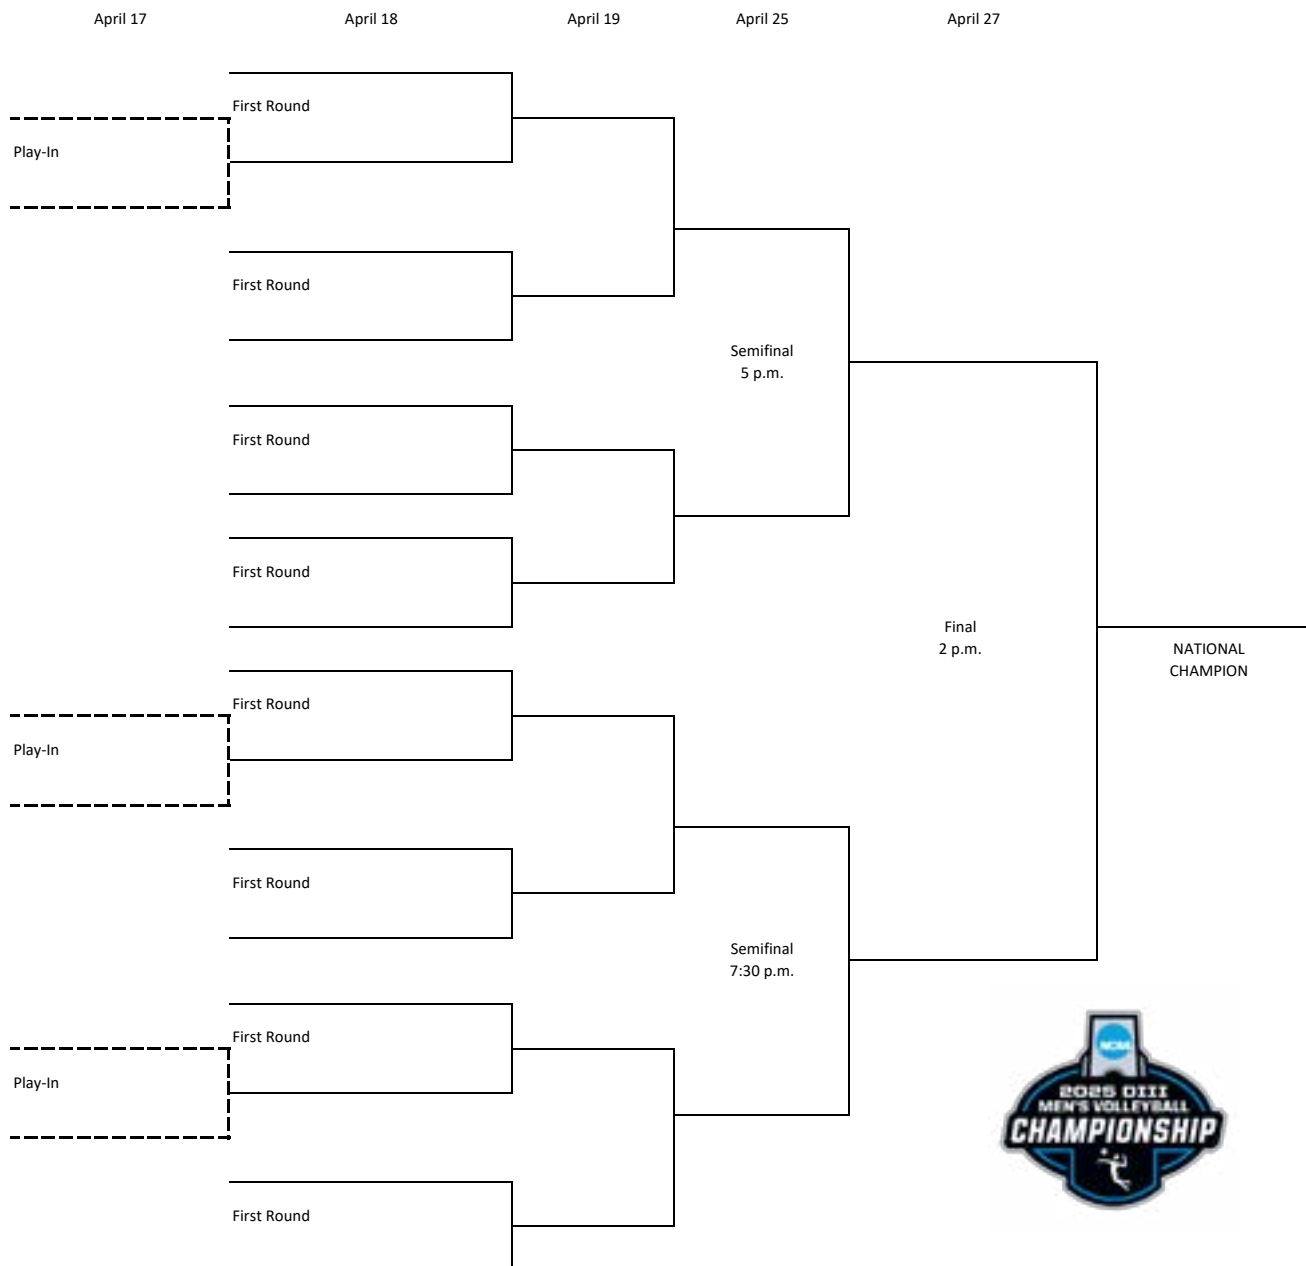 April 17
April 18
April 19
April 25
April 27
First Round
Play-In
First Round
Semifinal
5 p.m.
First Round
First Round
Final
2 p.m.
NATIONAL
CHAMPION
First Round
Play-In
First Round
Semifinal
7:30 p.m.
First Round
Play-In
First Round
NCAA
2025 DIII
MEN'S VOLLEYBALL
CHAMPIONSHIP